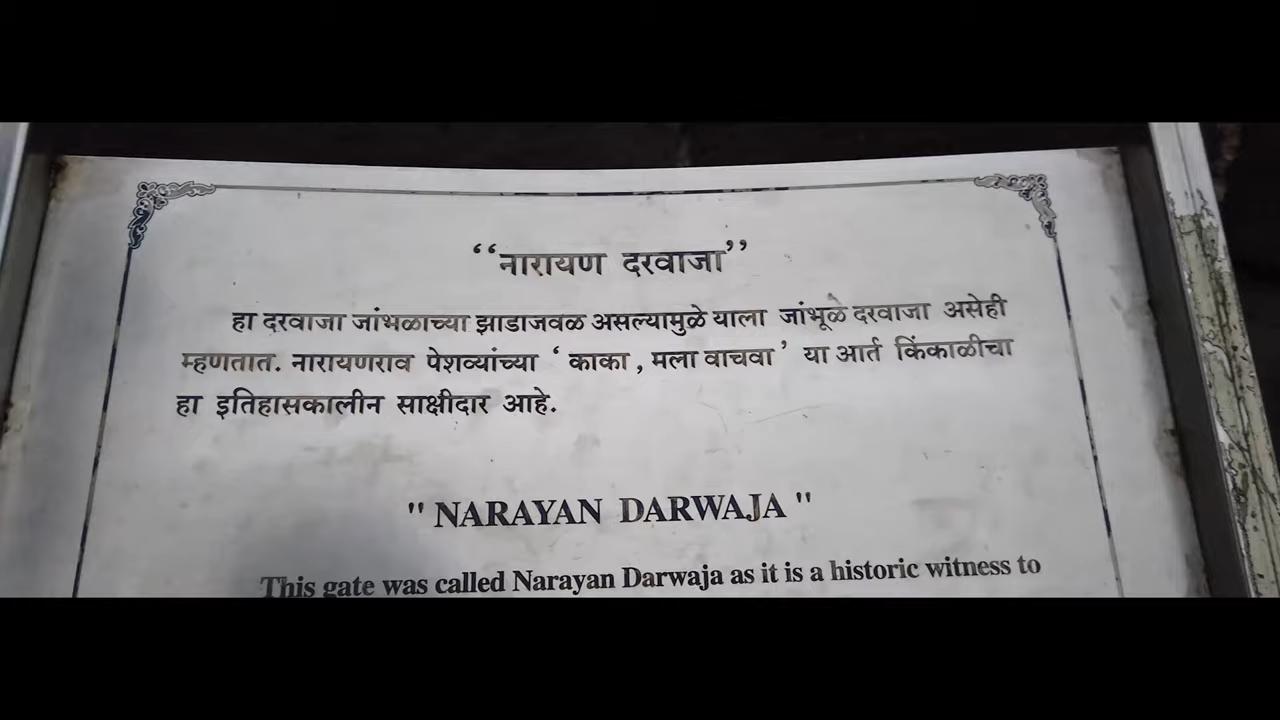 “नारायण दरवाजा”
हा दरवाजा जांभळाच्या झाडाजवळ असल्यामुळे याला जांभूळे दरवाजा असेही
म्हणतात. नारायणराव पेशव्यांच्या ‘ काका , मला वाचवा ’ या आर्त किंकाळीचा
हा इतिहासकालीन साक्षीदार आहे.
" NARAYAN DARWAJA "
This gate was called Narayan Darwaja as it is a historic witness to